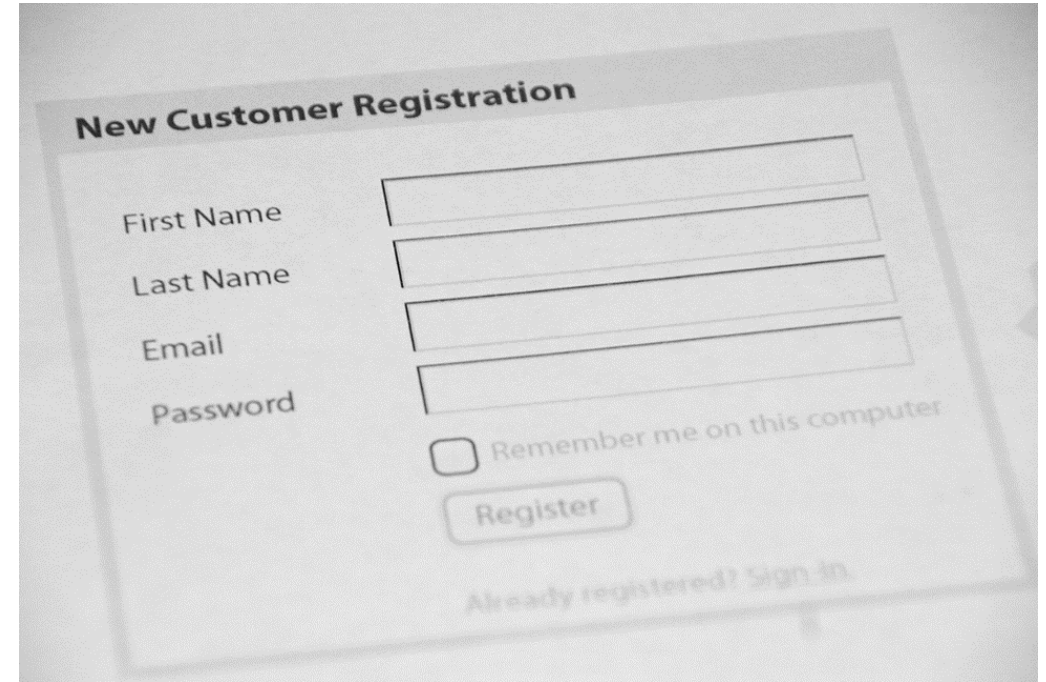 New Customer Registration
First Name
Last Name
Email
Password
Remember me on this computer
Register
Already registered? Sign in.